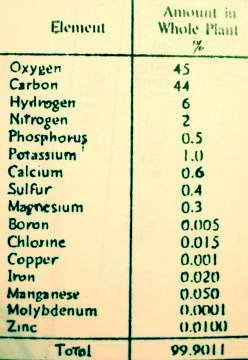 Element Amount in Whole Plant %
Oxygen 45
Carbon 44
Hydrogen 6
Nitrogen 2
Phosphorus 0.5
Potassium 1.0
Calcium 0.6
Sulfur 0.4
Magnesium 0.3
Boron 0.005
Chlorine 0.015
Copper 0.001
Iron 0.020
Manganese 0.050
Molybdenum 0.0001
Zinc 0.0100
Total 99.9011